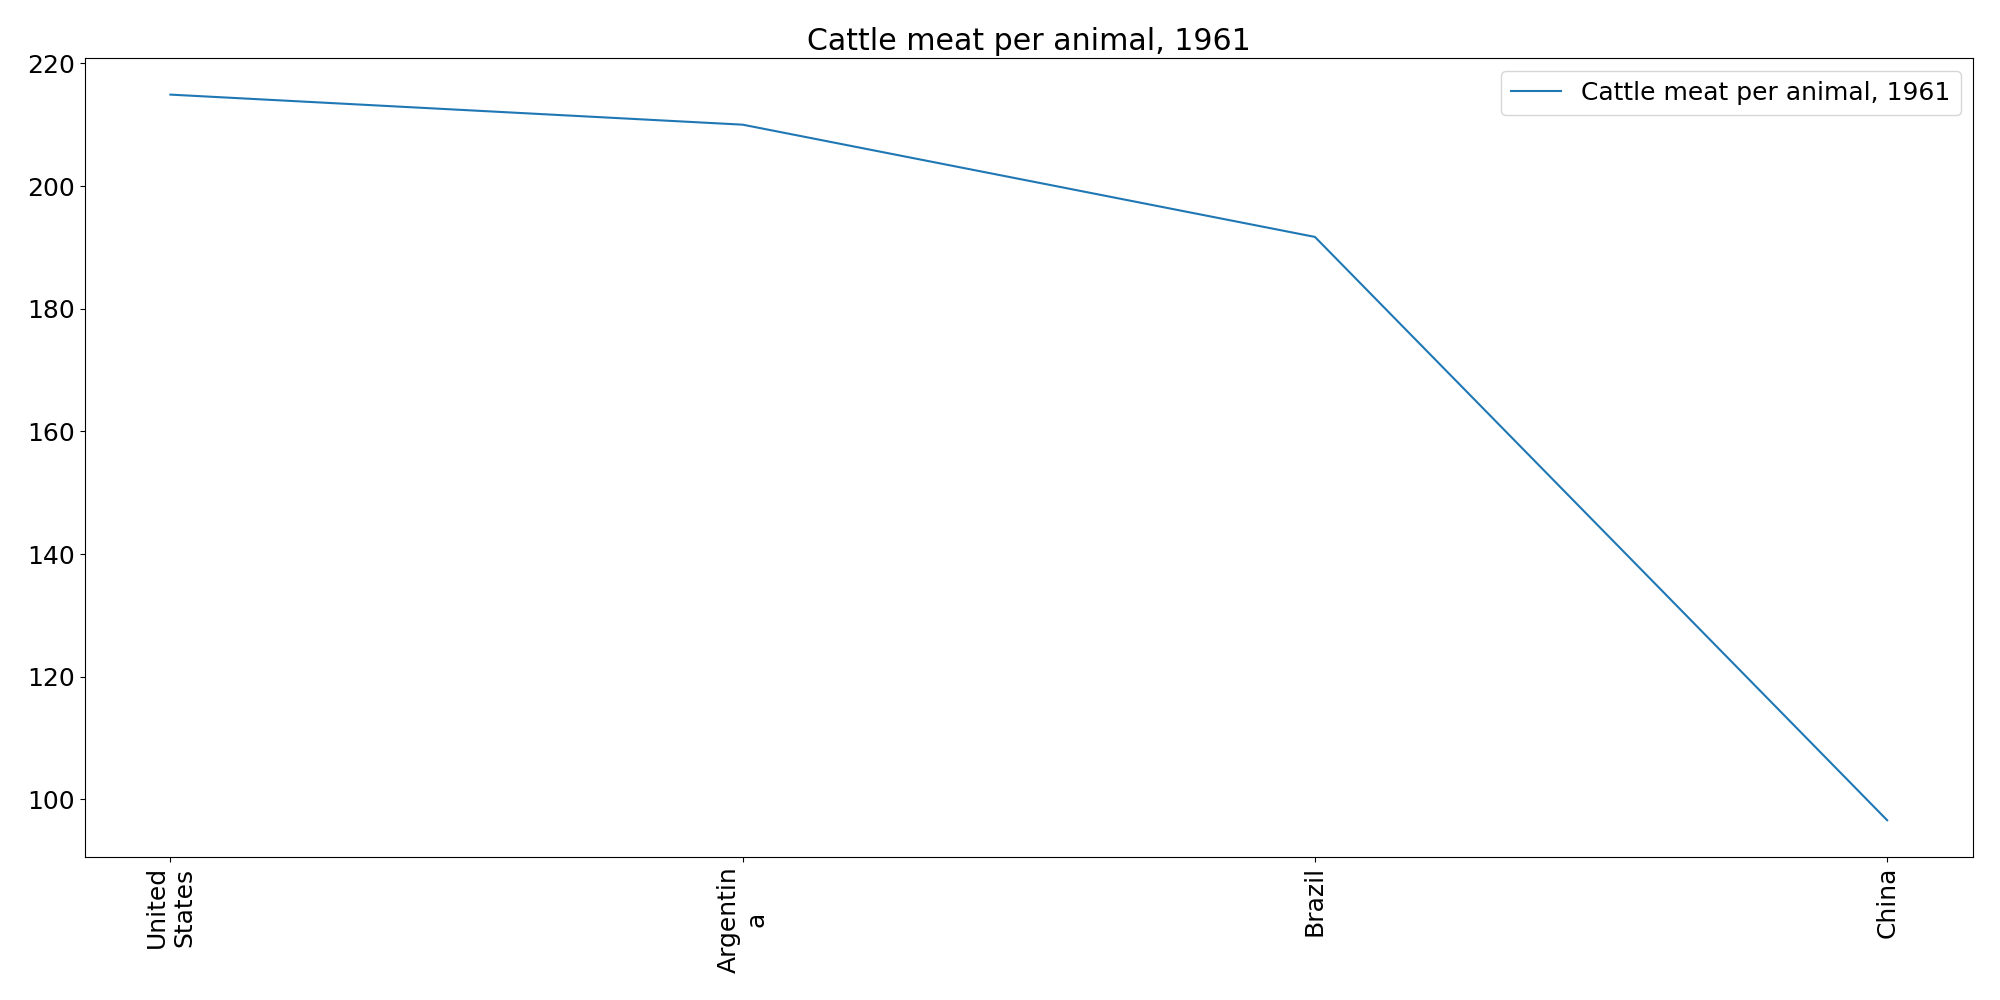 Cattle meat per animal, 1961
Cattle meat per animal, 1961
220
200
180
160
140
120
100
United
States
Argentin
a
Brazil
China